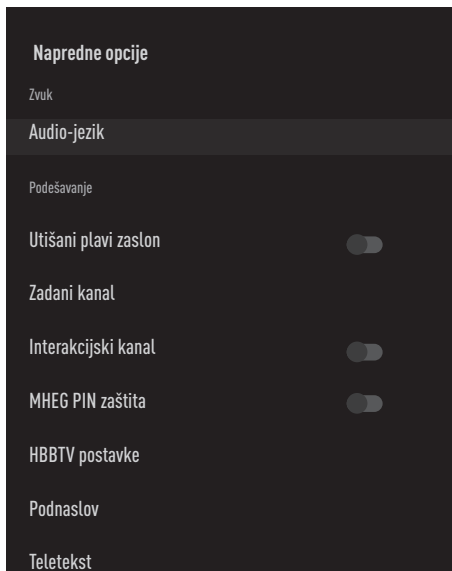 Napredne opcije
Zvuk
Audio-jezik
Podešavanje
Utišani plavi zaslon
Zadani kanal
Interakcijski kanal
MHEG PIN zaštita
HBBTV postavke
Podnaslov
Teletekst